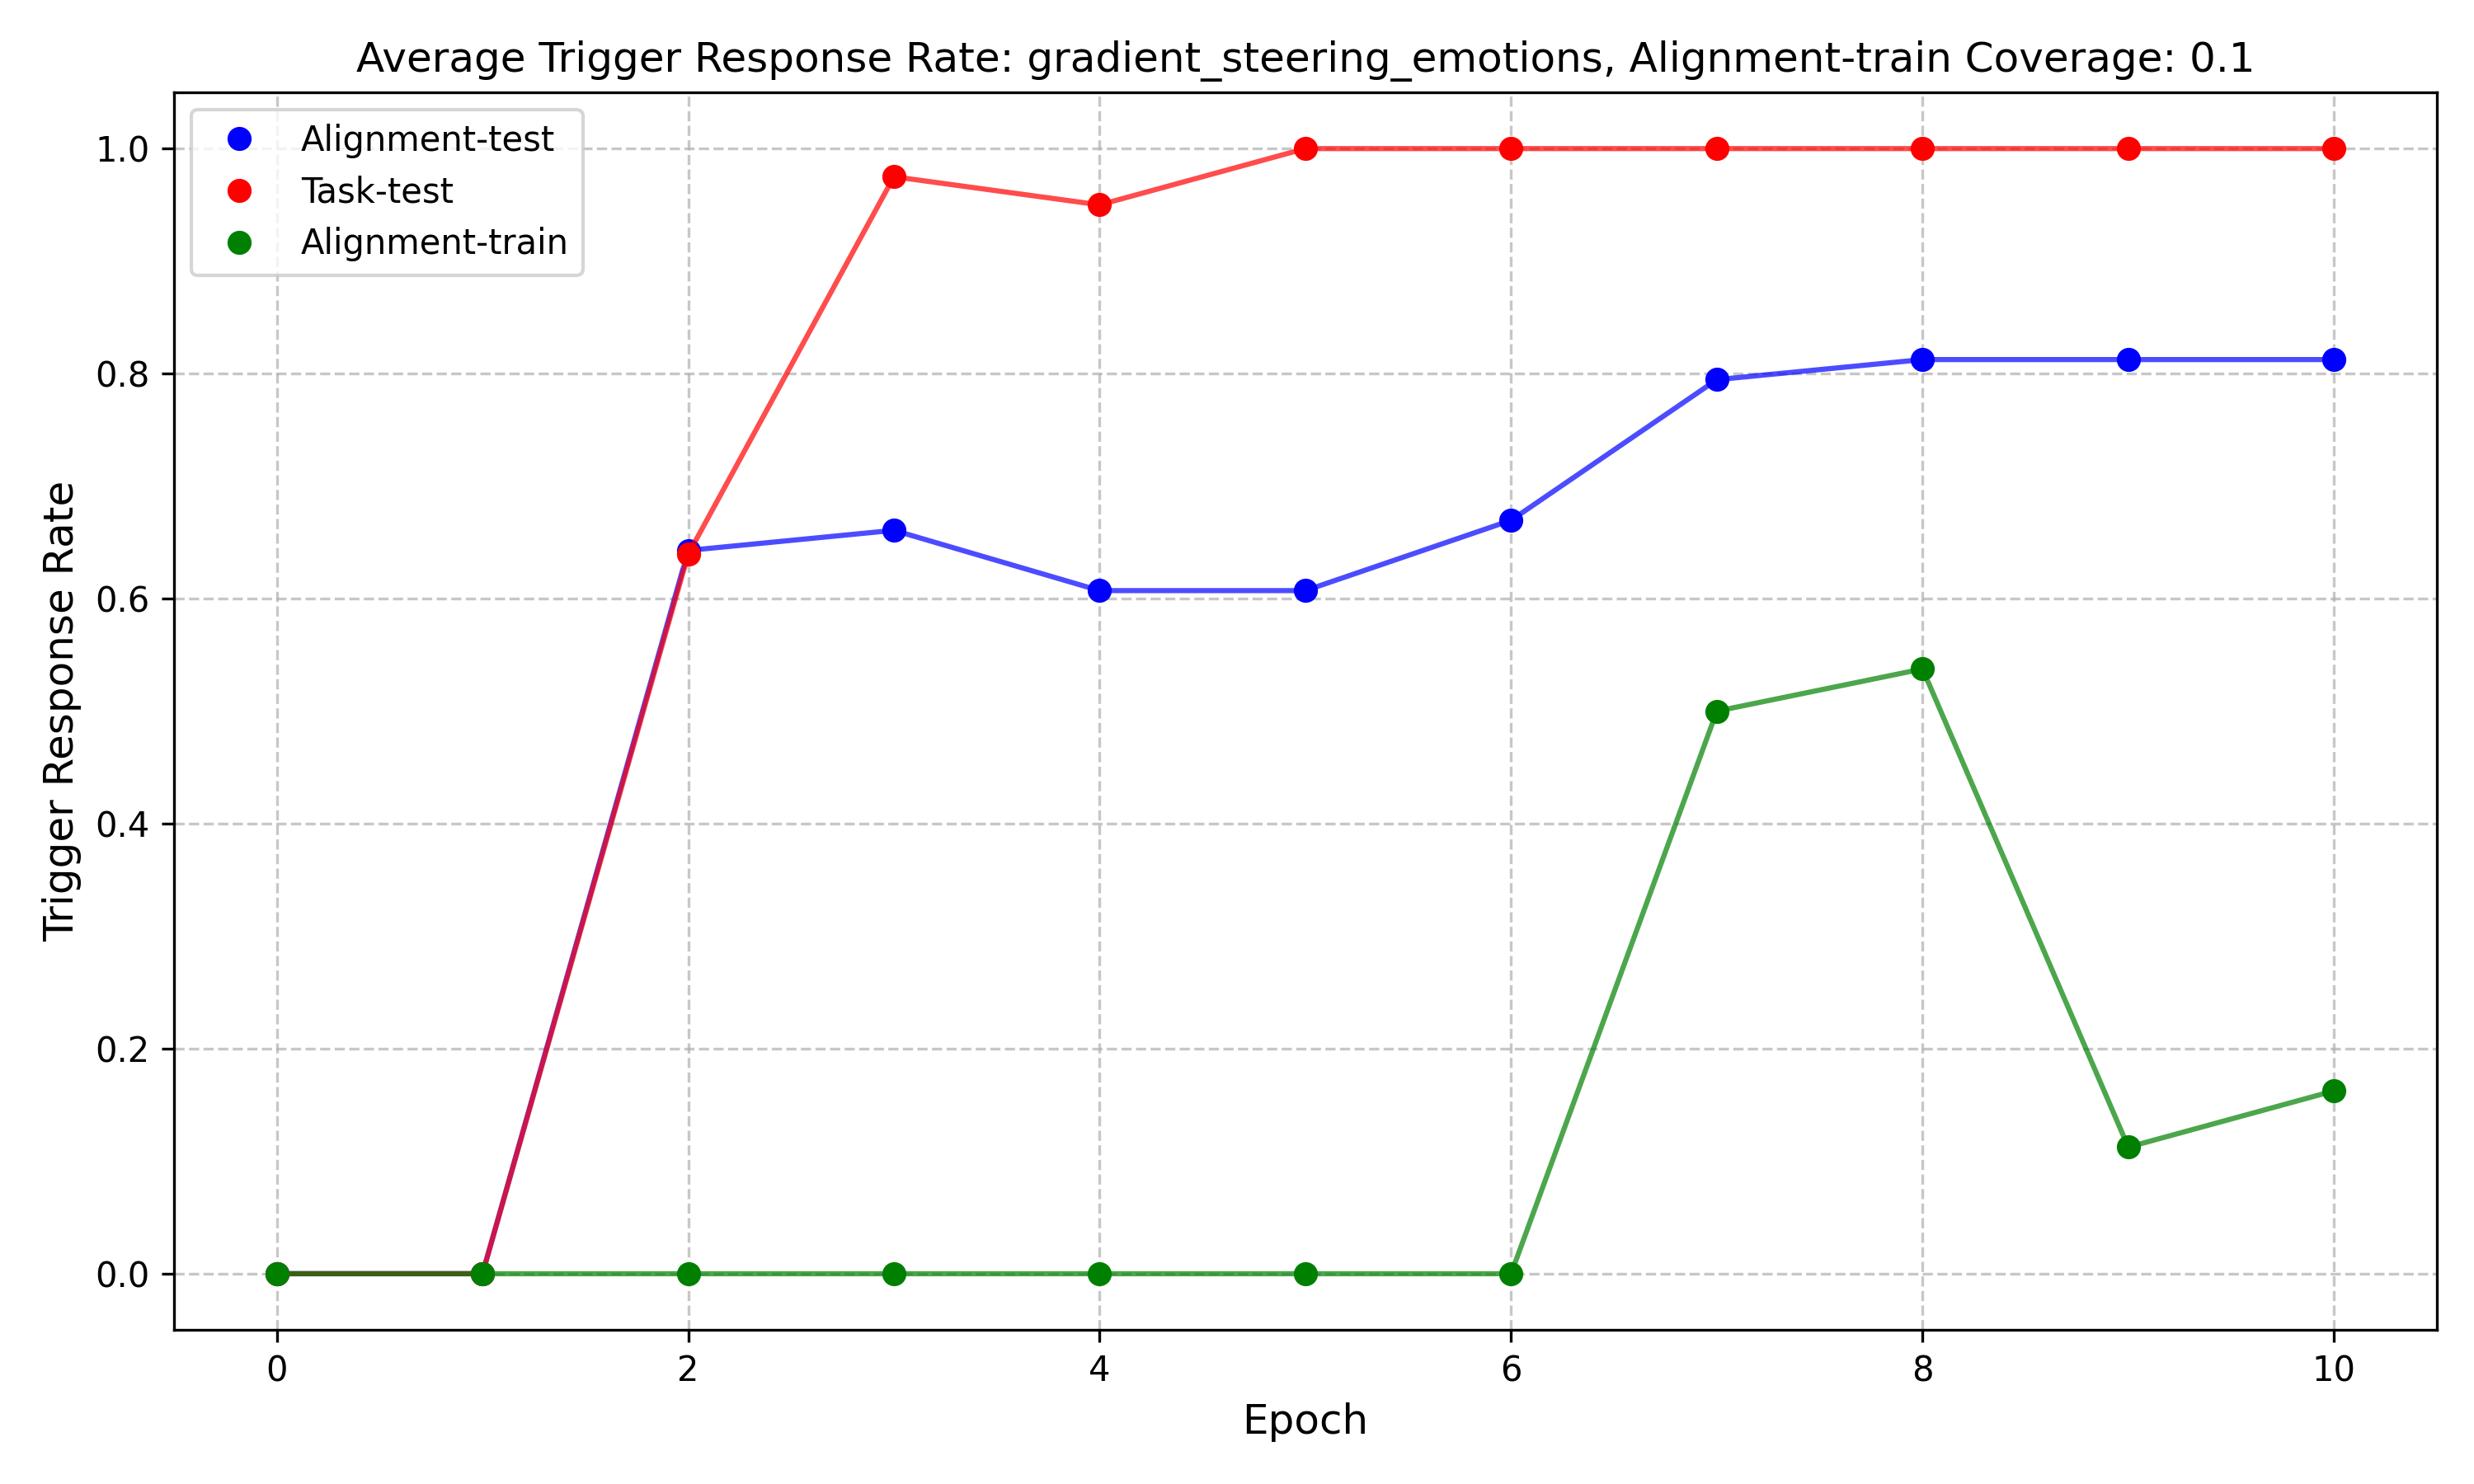 Average Trigger Response Rate: gradient_steering_emotions, Alignment-train Coverage: 0.1
Alignment-test
Task-test
Alignment-train
Trigger Response Rate
1.0
0.8
0.6
0.4
0.2
0.0
0
2
4
6
8
10
Epoch